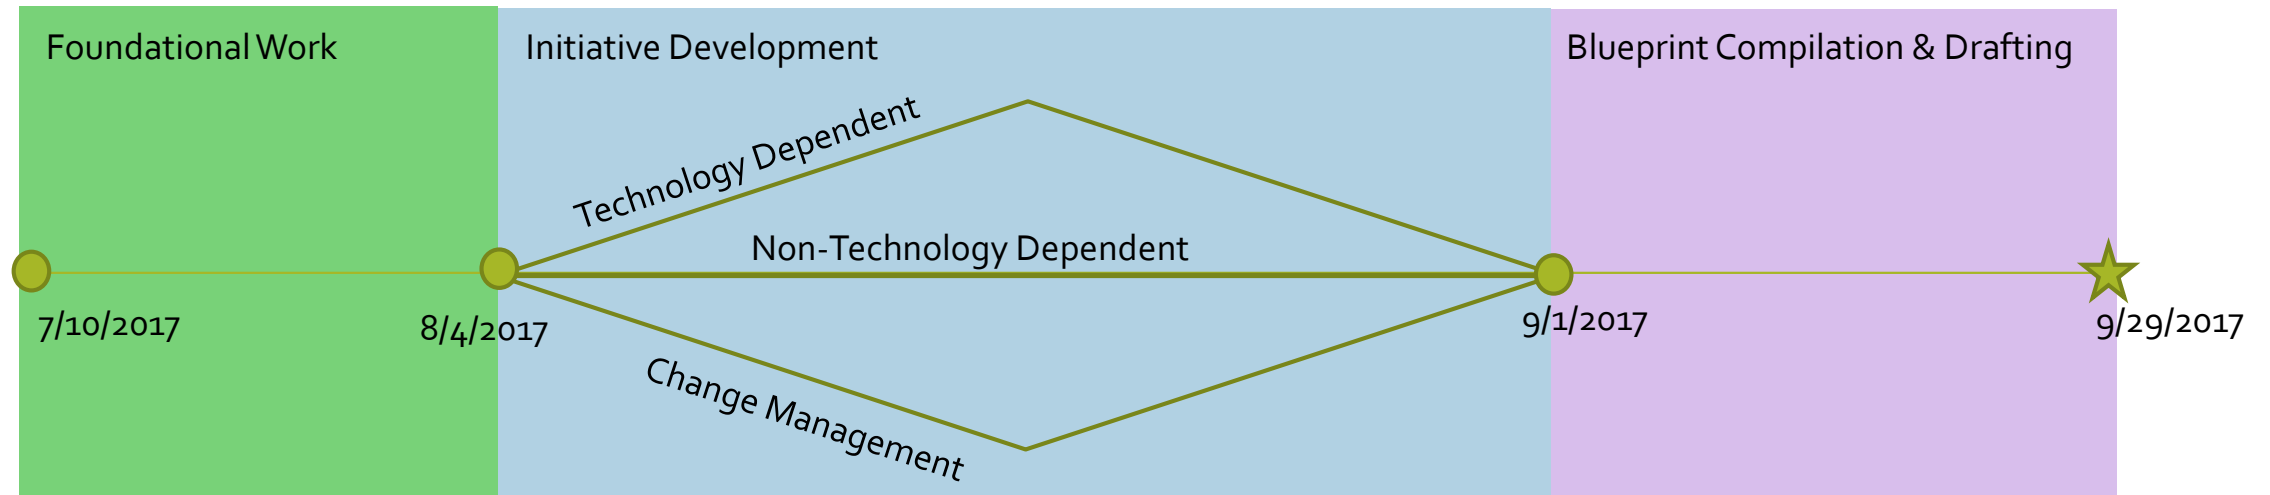 Foundational Work
Initiative Development
Blueprint Compilation & Drafting
Technology Dependent
Non-Technology Dependent
7/10/2017
8/4/2017
9/1/2017
9/29/2017
Change Management